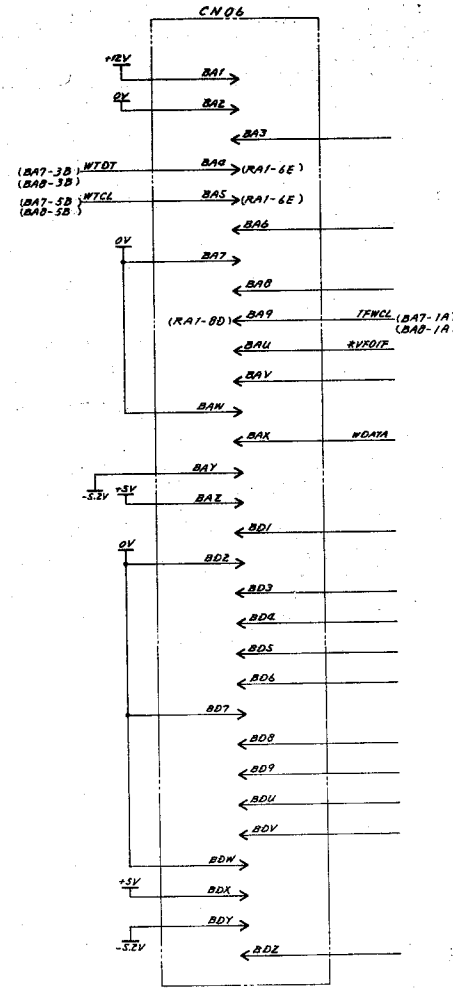 CN06
+12V
BA1
0V
BA2
BA3
(BA7-3B) WTDT BA4 (RA1-6E)
(BA8-3B)
(BA7-5B) WTCL BA5 (RA1-6E)
(BA8-5B)
BA6
0V
BA7
BA8
(RA1-8D) BA9 TFWCL (BA7-1A)
(BA8-1A)
BAU *VFOTF
BAV
BAW
BAX WDATA
BAY
-5.2V +5V
BAZ
BD1
0V
BD2
BD3
BD4
BD5
BD6
BD7
BD8
BD9
BDU
BDV
BDW
+5V
BDX
BDY
-5.2V
BDZ